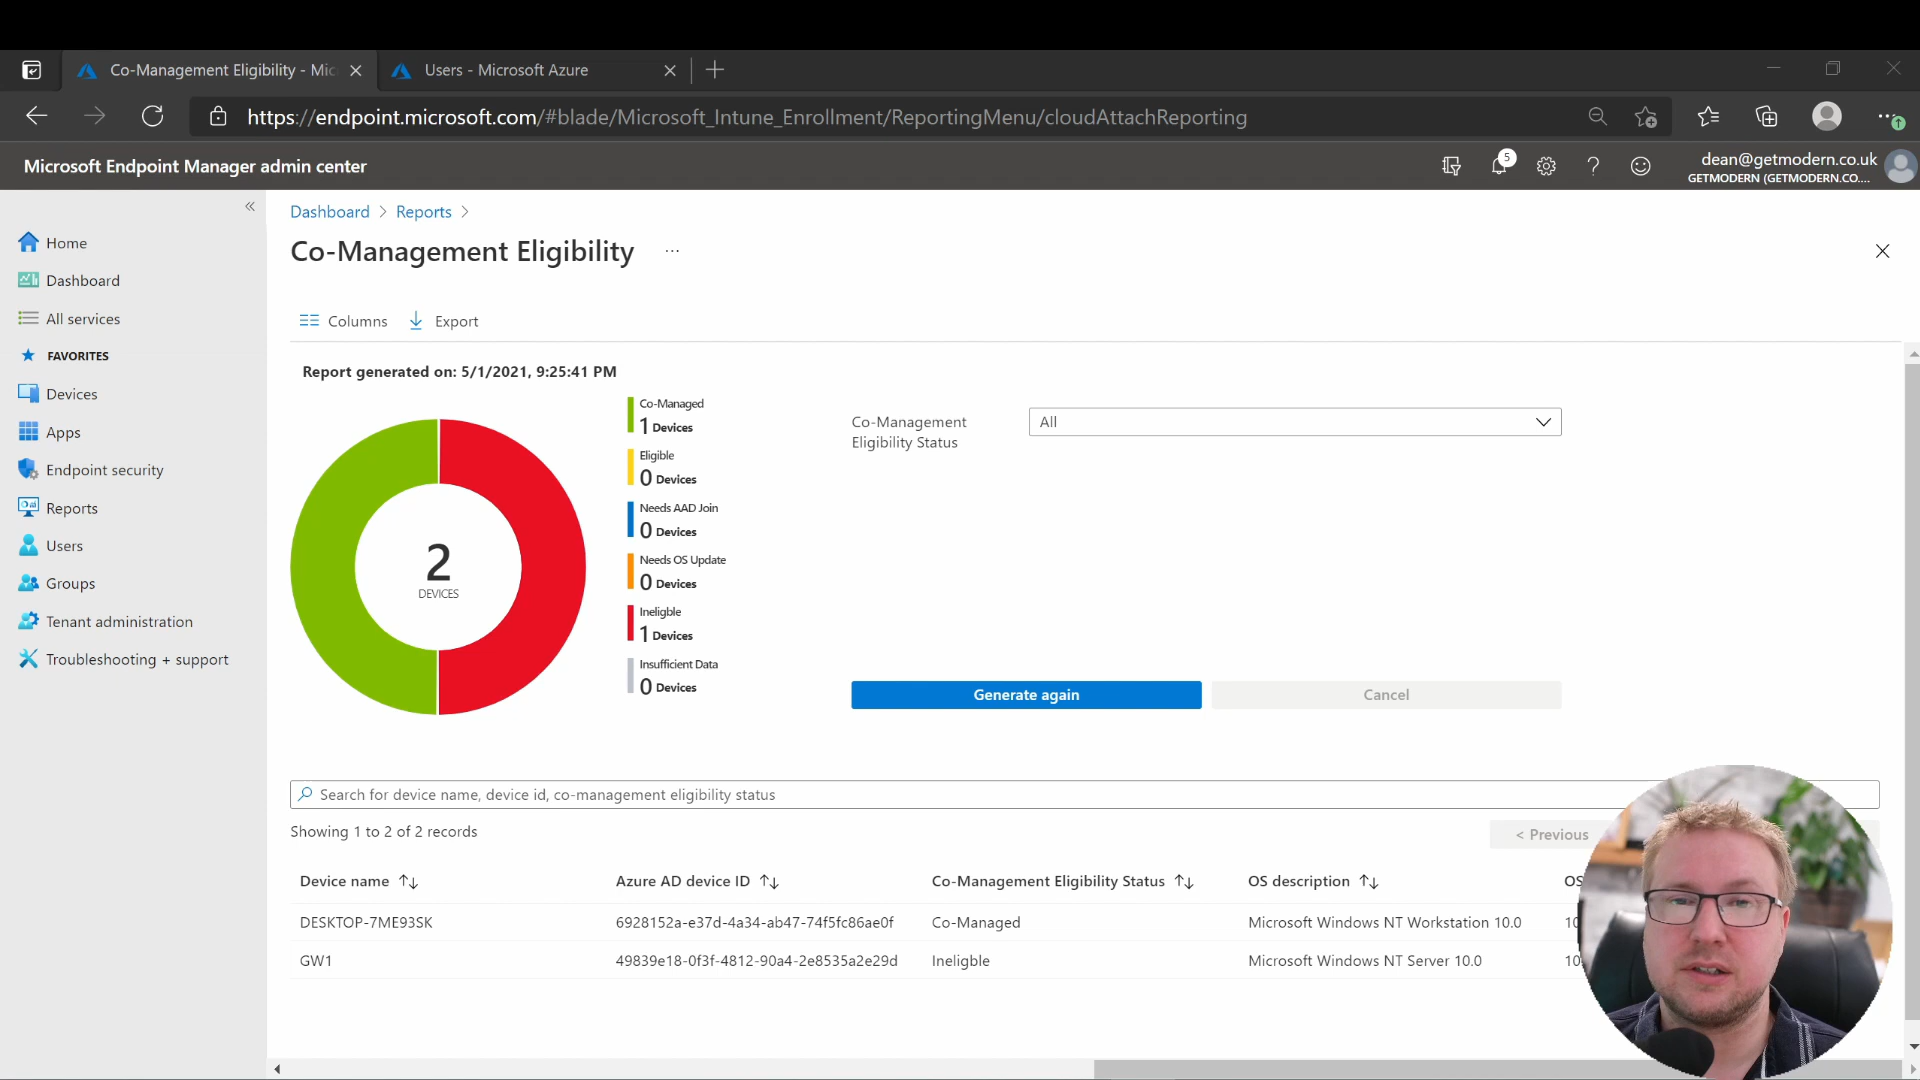 Co-Management Eligibility - Mic
Users - Microsoft Azure
https://endpoint.microsoft.com/#blade/Microsoft_Intune_Enrollment/ReportingMenu/cloudAttachReporting
Microsoft Endpoint Manager admin center
5
dean@getmodern.co.uk
GETMODERN (GETMODERN.CO....
Home
Dashboard
All services
FAVORITES
Devices
Apps
Endpoint security
Reports
Users
Groups
Tenant administration
Troubleshooting + support
Dashboard > Reports >
Co-Management Eligibility ...
Columns Export
Report generated on: 5/1/2021, 9:25:41 PM
2
DEVICES
Co-Managed
1 Devices
Eligible
0 Devices
Needs AAD Join
0 Devices
Needs OS Update
0 Devices
Ineligble
1 Devices
Insufficient Data
0 Devices
Co-Management
Eligibility Status
All
Generate again Cancel
Search for device name, device id, co-management eligibility status
Showing 1 to 2 of 2 records
< Previous
Device name Azure AD device ID Co-Management Eligibility Status OS description OS
DESKTOP-7ME93SK 6928152a-e37d-4a34-ab47-74f5fc86ae0f Co-Managed Microsoft Windows NT Workstation 10.0 10
GW1 49839e18-0f3f-4812-90a4-2e8535a2e29d Ineligble Microsoft Windows NT Server 10.0 10